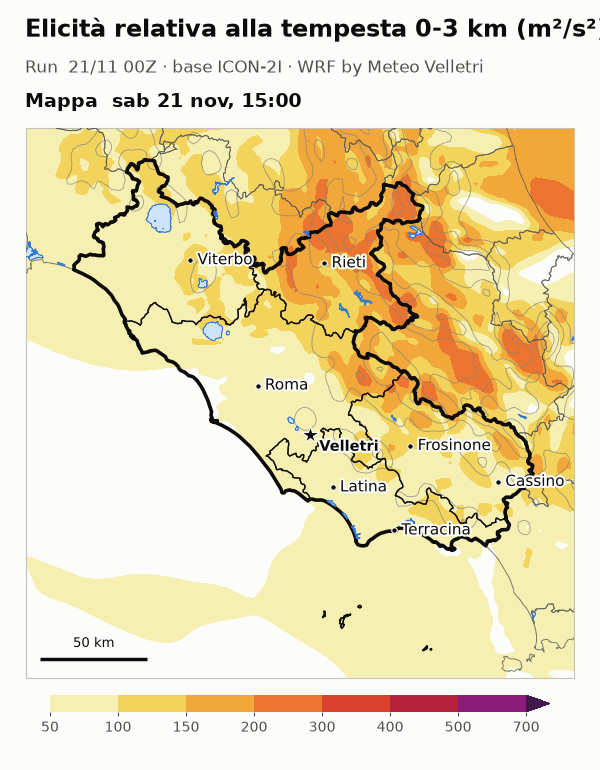 Elicità relativa alla tempesta 0-3 km (m²/s²)
Run 21/11 00Z · base ICON-2I · WRF by Meteo Velletri
Mappa sab 21 nov, 15:00
Viterbo
Rieti
Roma
Velletri
Frosinone
Latina
Cassino
Terracina
50 km
50 100 150 200 300 400 500 700